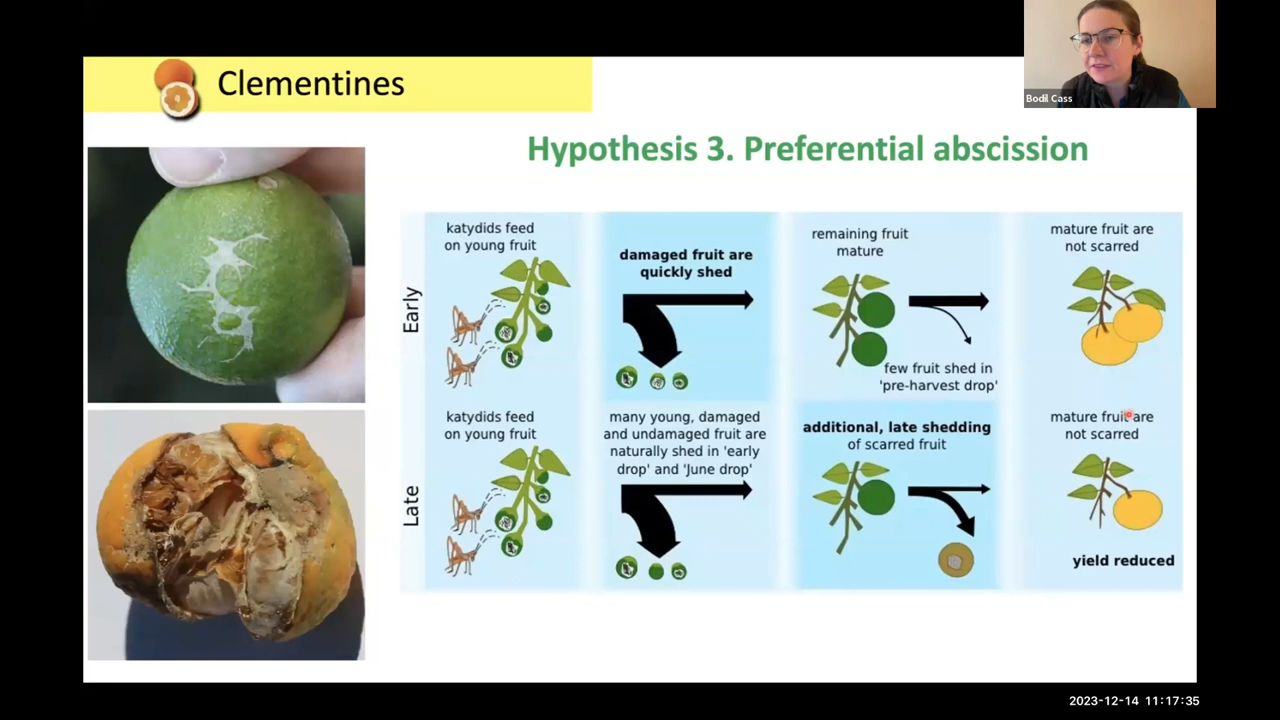 Clementines
Bodil Cass
Hypothesis 3. Preferential abscission
Early
katydids feed
on young fruit
damaged fruit are
quickly shed
remaining fruit
mature
few fruit shed in
'pre-harvest drop'
mature fruit are
not scarred
Late
katydids feed
on young fruit
many young, damaged
and undamaged fruit are
naturally shed in 'early
drop' and 'June drop'
additional, late shedding
of scarred fruit
mature fruit are
not scarred
yield reduced
2023-12-14 11:17:35